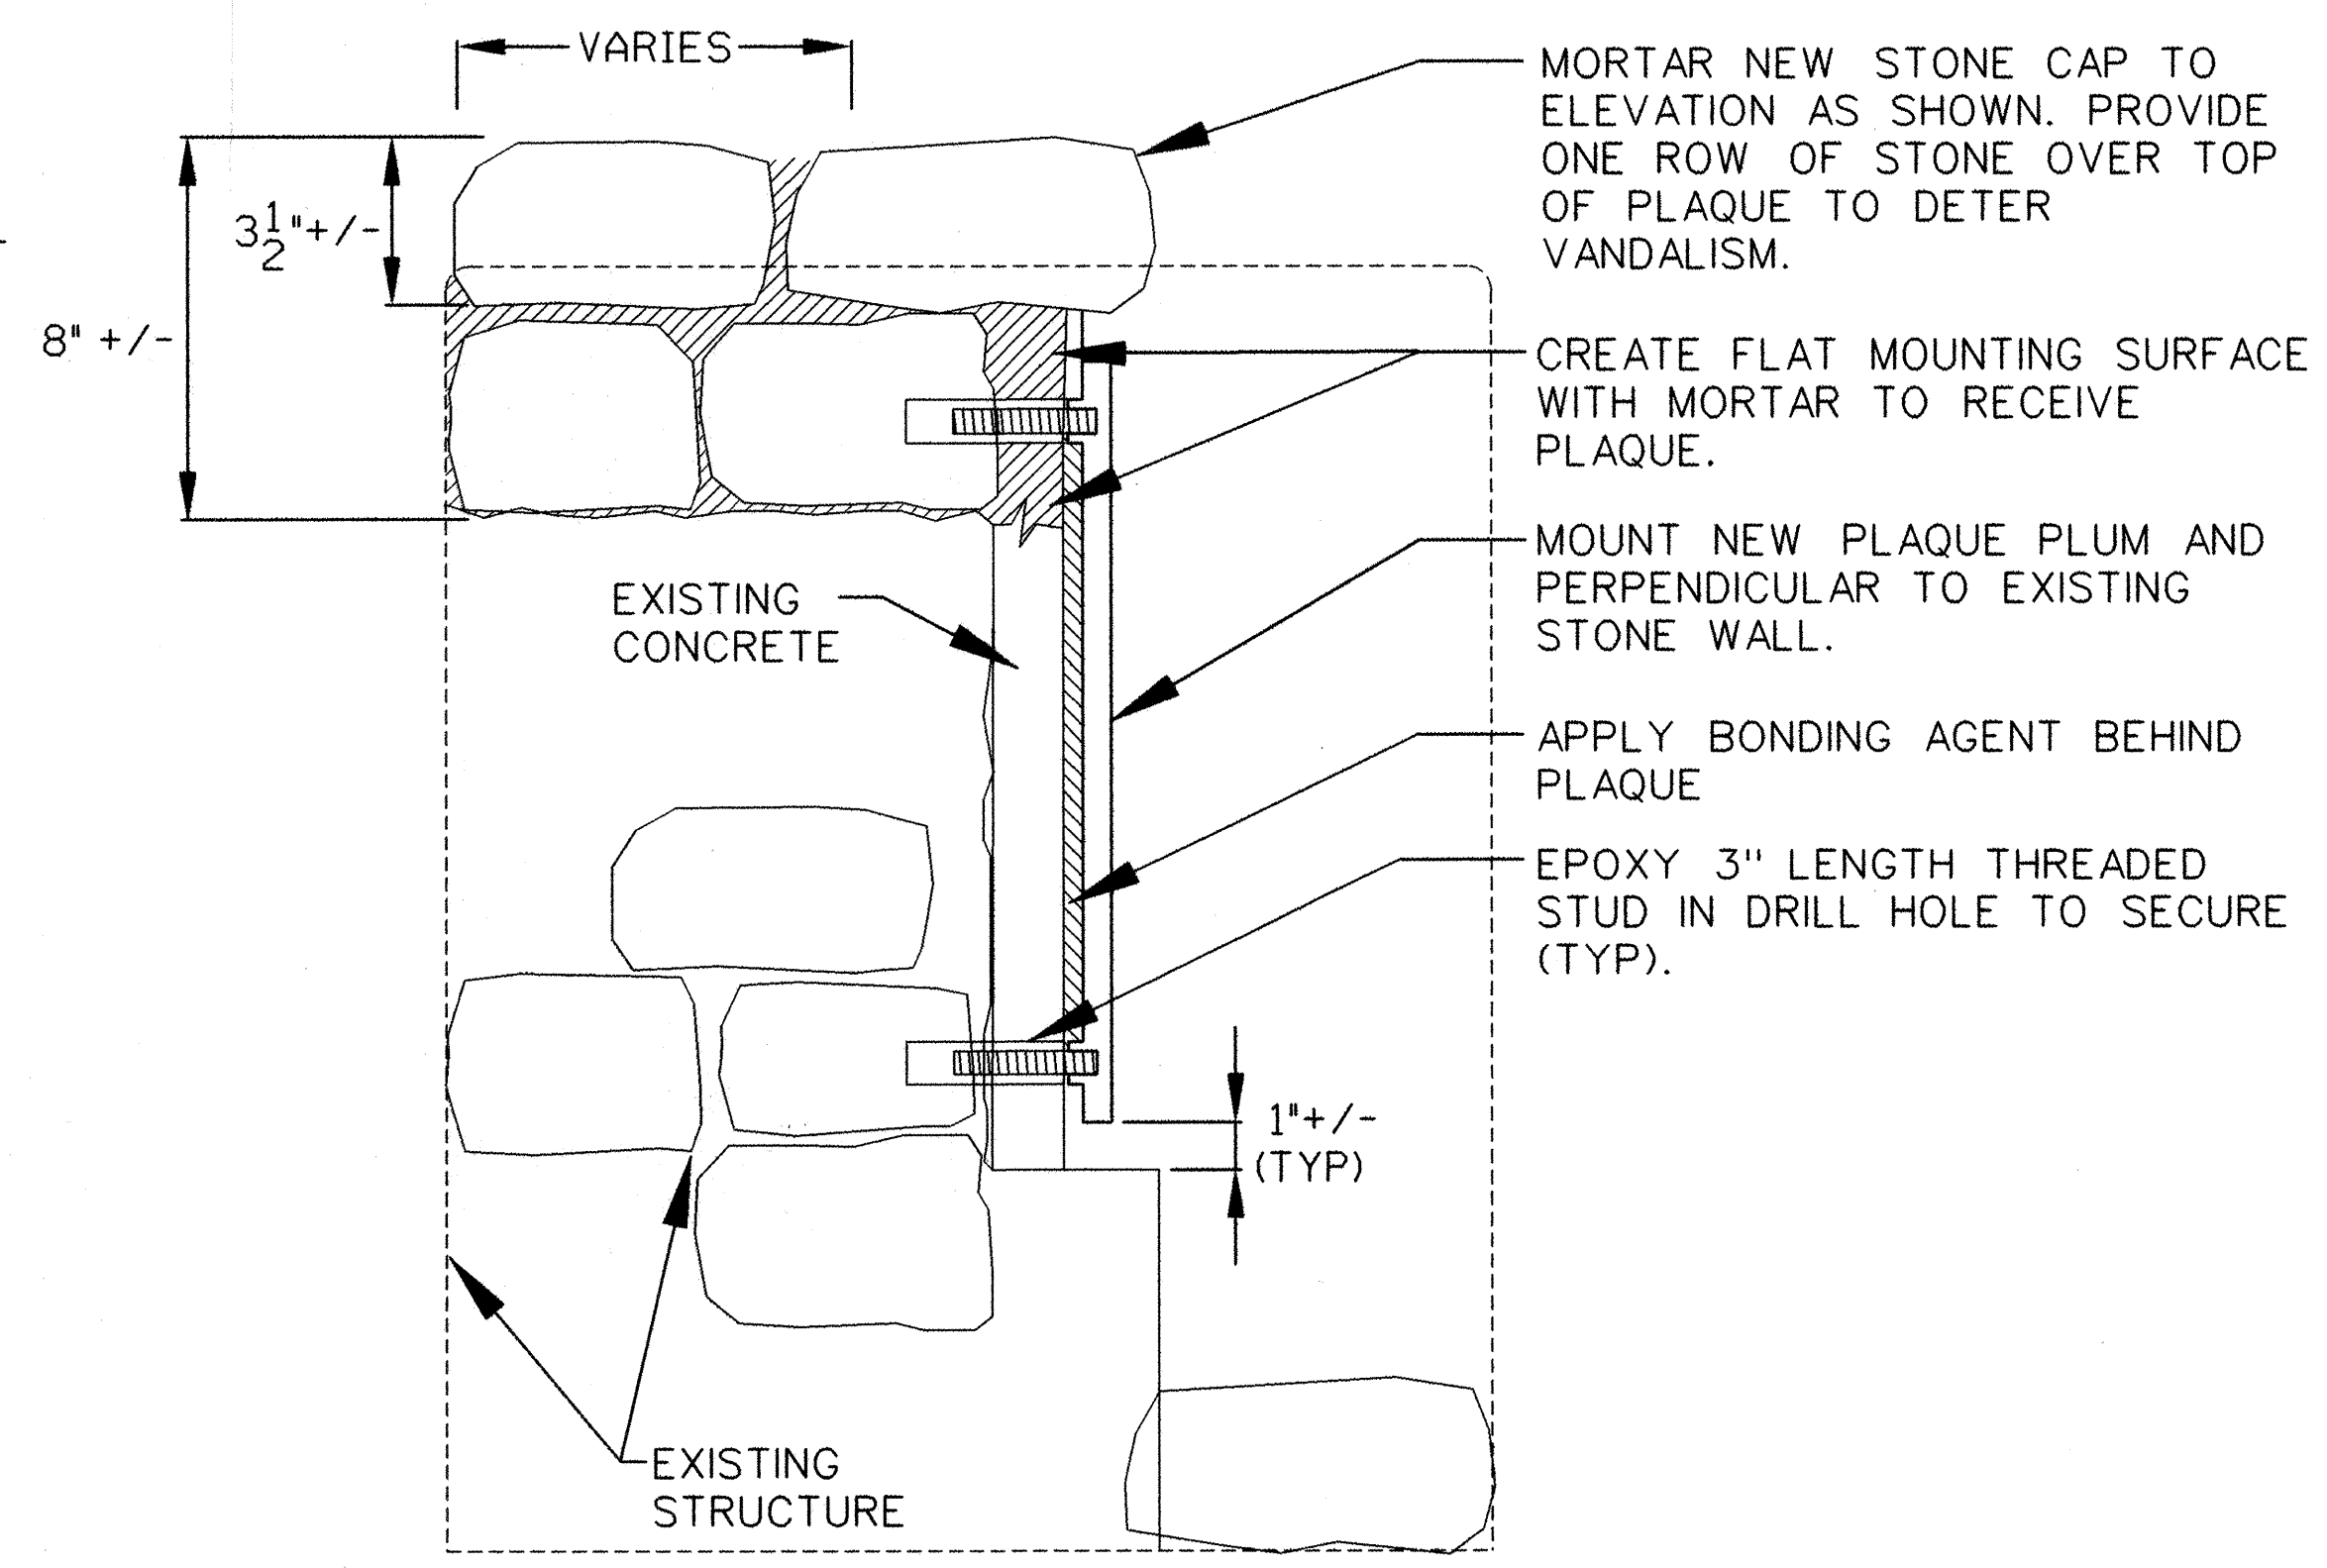 VARIES
MORTAR NEW STONE CAP TO
ELEVATION AS SHOWN. PROVIDE
ONE ROW OF STONE OVER TOP
OF PLAQUE TO DETER
VANDALISM.
3 1/2"+/-
8" +/-
CREATE FLAT MOUNTING SURFACE
WITH MORTAR TO RECEIVE
PLAQUE.
MOUNT NEW PLAQUE PLUM AND
PERPENDICULAR TO EXISTING
STONE WALL.
EXISTING
CONCRETE
APPLY BONDING AGENT BEHIND
PLAQUE
EPOXY 3" LENGTH THREADED
STUD IN DRILL HOLE TO SECURE
(TYP).
1"+/-
(TYP)
EXISTING
STRUCTURE